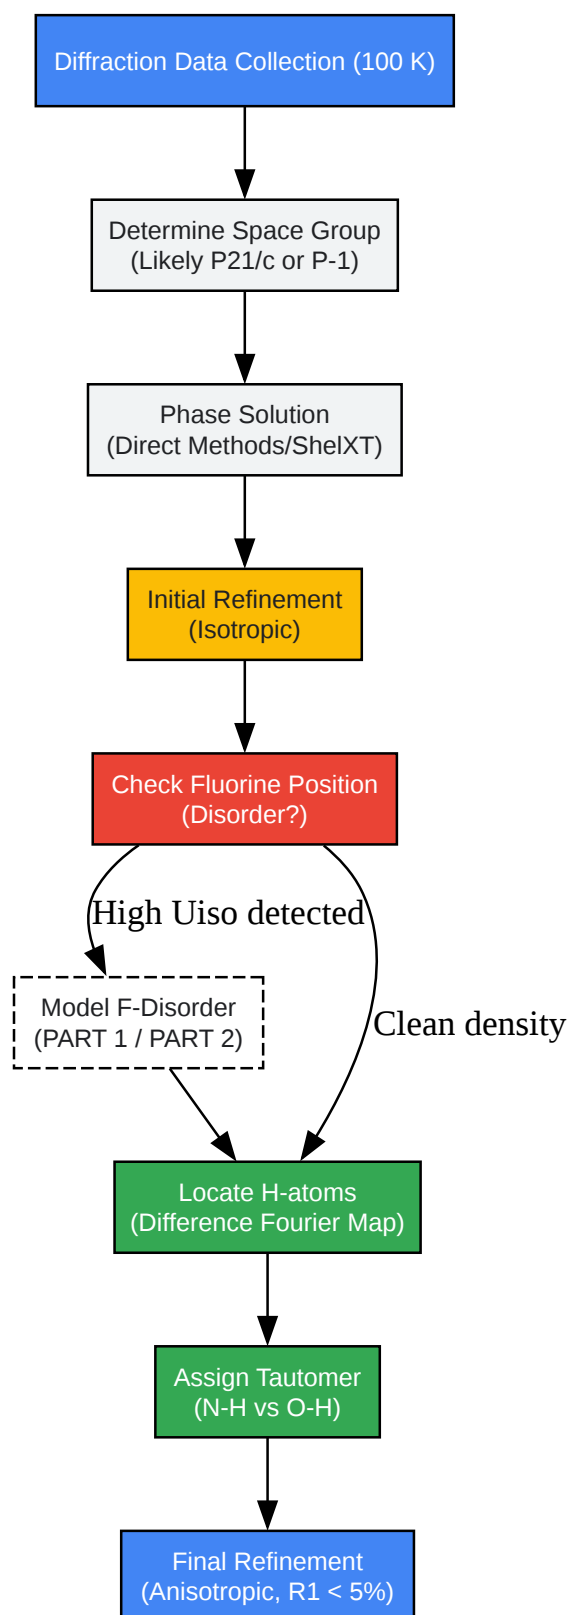 Diffraction Data Collection (100 K)
Determine Space Group
(Likely P21/c or P-1)
Phase Solution
(Direct Methods/ShelXT)
Initial Refinement
(Isotropic)
Check Fluorine Position
(Disorder?)
High Uiso detected
Model F-Disorder
(PART 1 / PART 2)
Clean density
Locate H-atoms
(Difference Fourier Map)
Assign Tautomer
(N-H vs O-H)
Final Refinement
(Anisotropic, R1 < 5%)